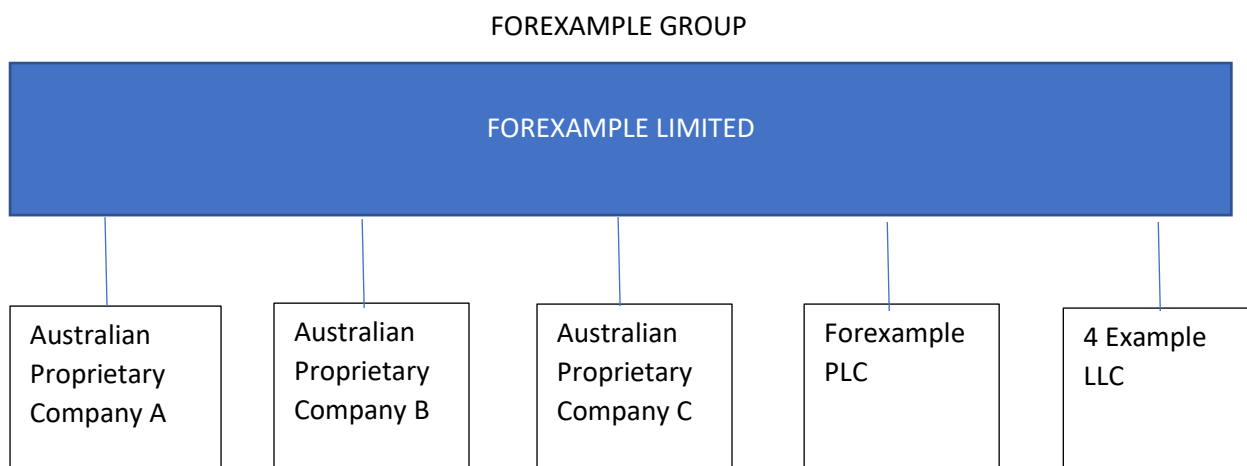 FOREXAMPLE GROUP
FOREXAMPLE LIMITED
Australian
Proprietary
Company A
Australian
Proprietary
Company B
Australian
Proprietary
Company C
Forexample
PLC
4 Example
LLC